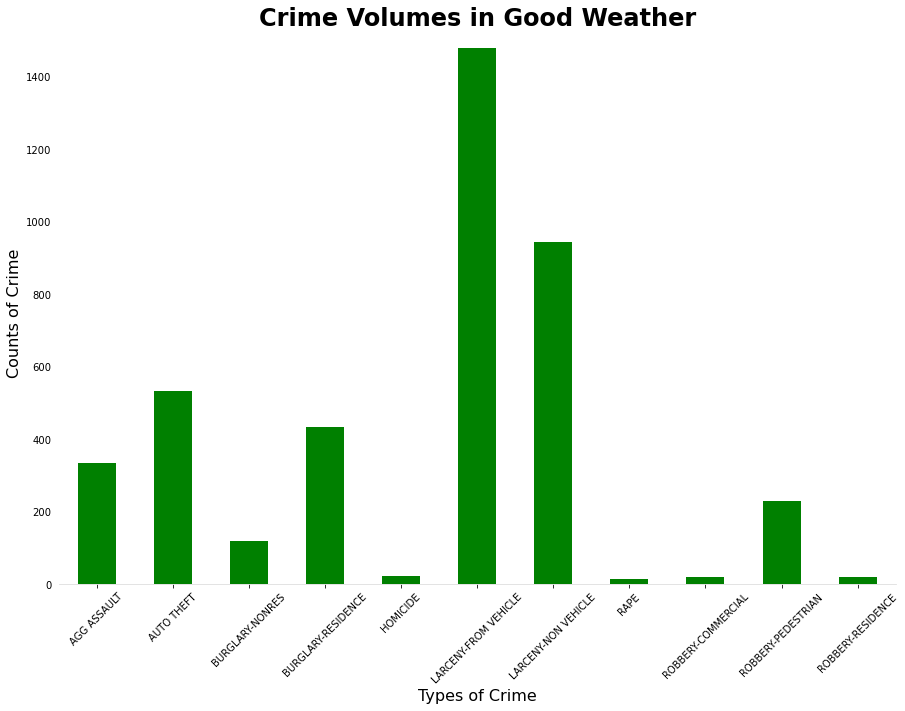 Crime Volumes in Good Weather
Counts of Crime
1400
1200
1000
800
600
400
200
0
AGG ASSAULT
AUTO THEFT
BURGLARY-NONRES
BURGLARY-RESIDENCE
HOMICIDE
LARCENY-FROM VEHICLE
LARCENY-NON VEHICLE
RAPE
ROBBERY-COMMERCIAL
ROBBERY-PEDESTRIAN
ROBBERY-RESIDENCE
Types of Crime